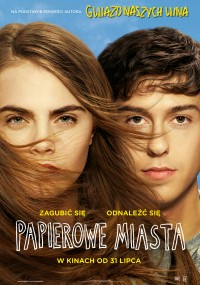 NA PODSTAWIE POWIEŚCI AUTORA GWIAZD NASZYCH WINA
ZAGUBIĆ SIĘ ODNALEŹĆ SIĘ
PAPIEROWE MIASTA
W KINACH OD 31 LIPCA